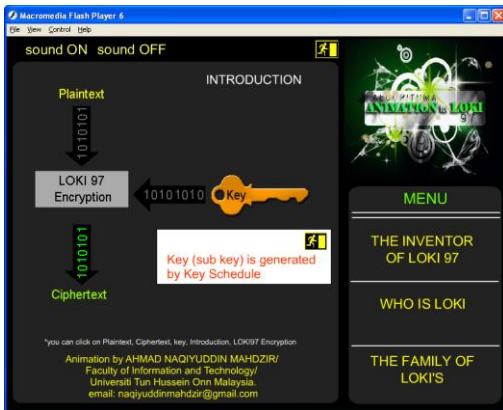 Macromedia Flash Player 6
File View Control Help
sound ON sound OFF
INTRODUCTION
Plaintext
1010101
LOKI 97
Encryption
10101010
Key
1010101
Ciphertext
Key (sub key) is generated
by Key Schedule
*you can click on Plaintext, Ciphertext, key, Introduction, LOKI97 Encryption
Animation by AHMAD NAQIYUDDIN MAHDZIR/
Faculty of Information and Technology/
Universiti Tun Hussein Onn Malaysia.
email: naqiyuddinmahdzir@gmail.com
ALGORITHMA
ANIMATION of LOKI
97
MENU
THE INVENTOR
OF LOKI 97
WHO IS LOKI
THE FAMILY OF
LOKI'S